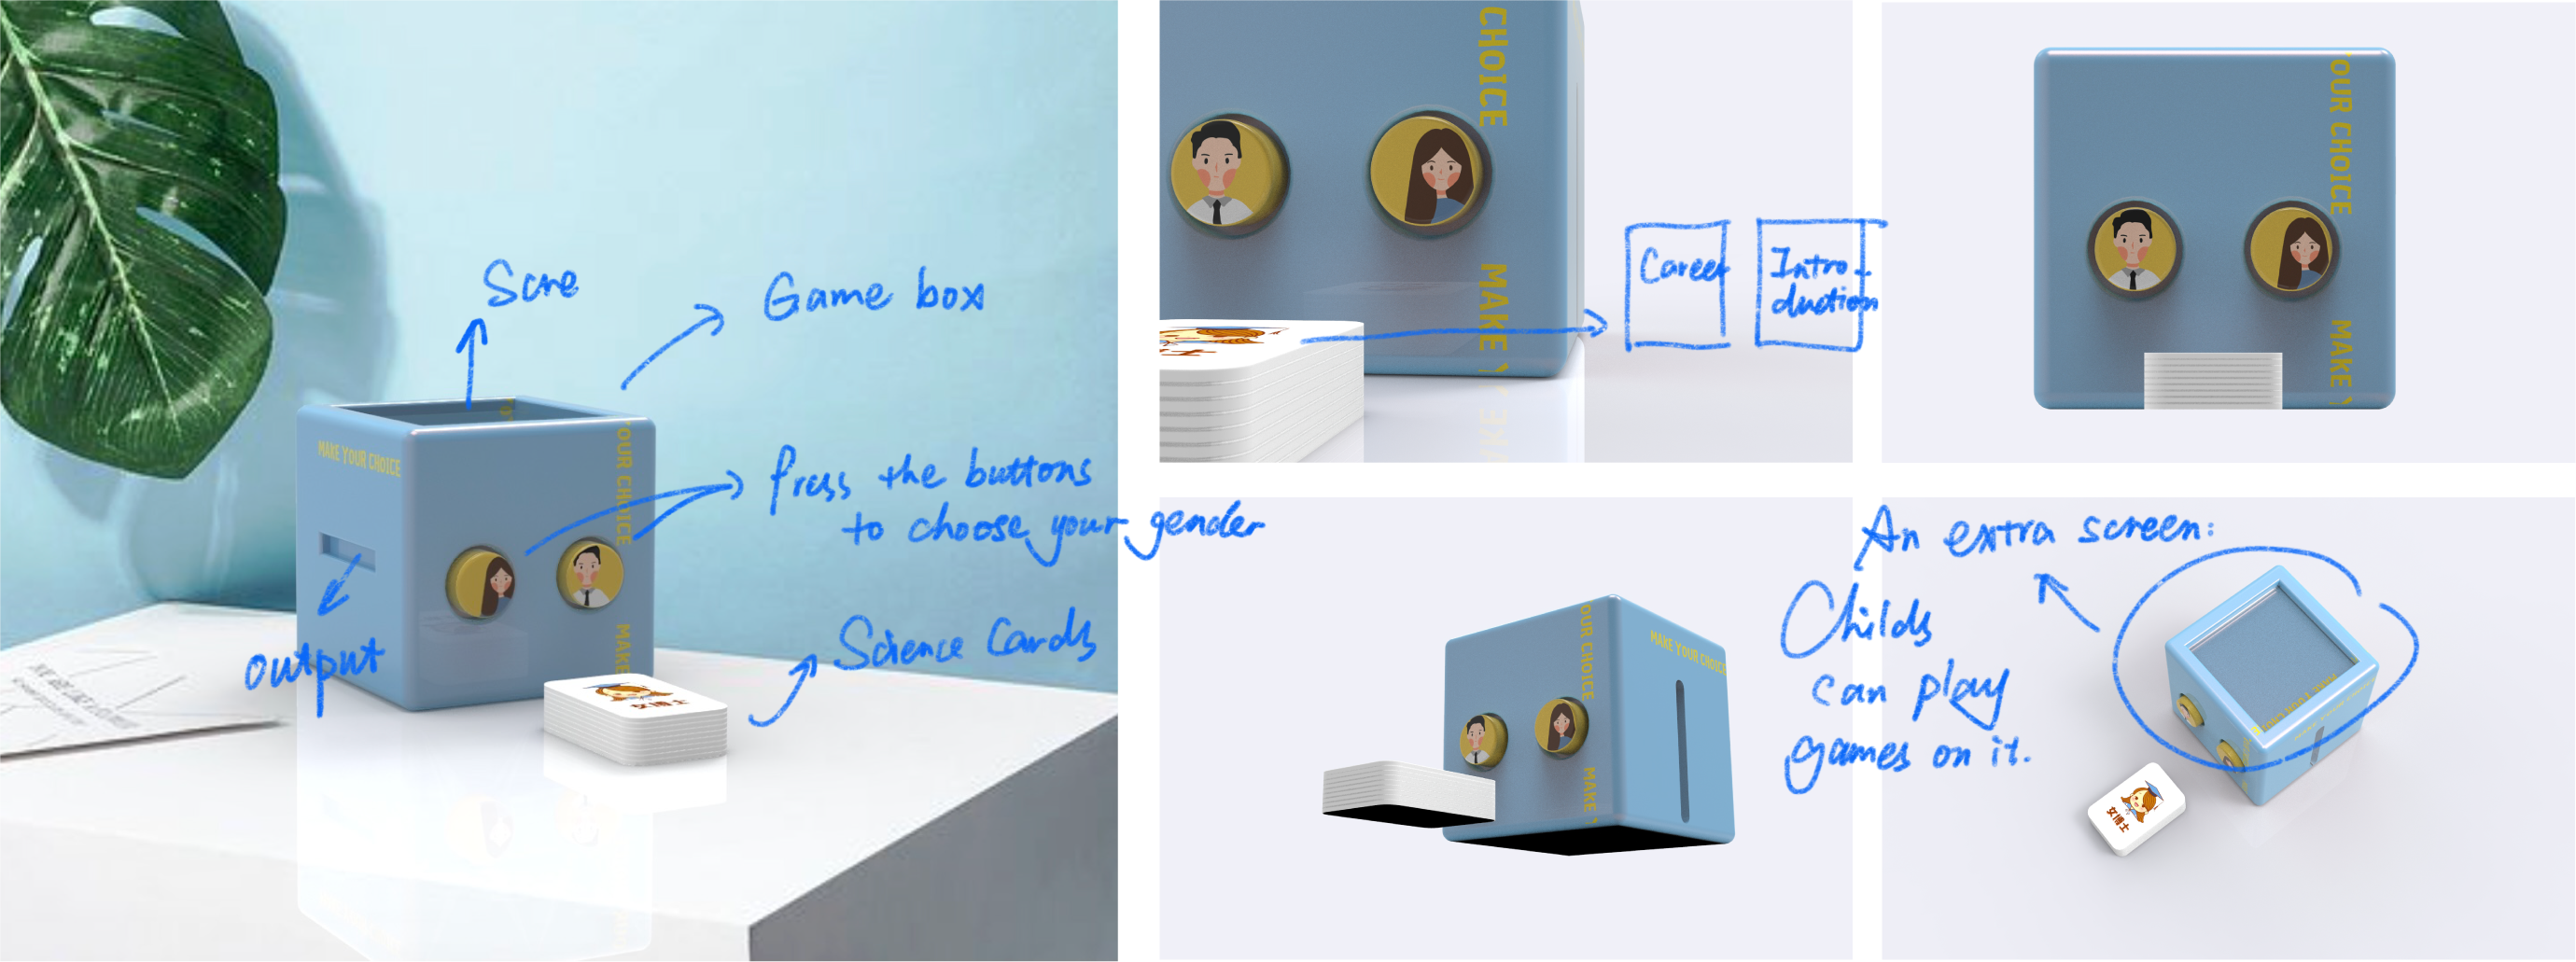 Scre
Game box
MAKE YOUR CHOICE
OUR CHOICE
MAKE
Press the buttons
to choose your gender
output
Science Cards
女博士
CHOICE
MAKE Y
Career
Intro-
duction
OUR CHOICE
MAKE Y
OUR CHOICE
MAKE
MAKE YOUR CHOICE
An extra screen:
Childs
can play
games on it.
女博士